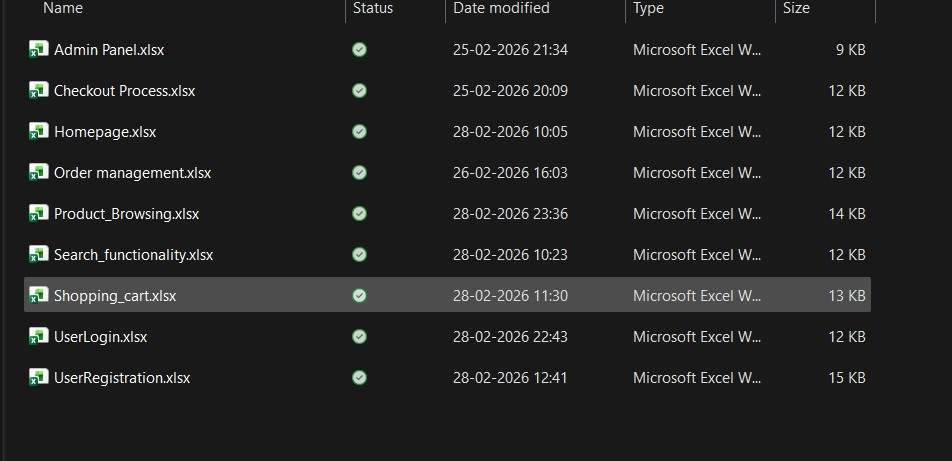 Name Status Date modified Type Size
Admin Panel.xlsx 25-02-2026 21:34 Microsoft Excel W... 9 KB
Checkout Process.xlsx 25-02-2026 20:09 Microsoft Excel W... 12 KB
Homepage.xlsx 28-02-2026 10:05 Microsoft Excel W... 12 KB
Order management.xlsx 26-02-2026 16:03 Microsoft Excel W... 12 KB
Product_Browsing.xlsx 28-02-2026 23:36 Microsoft Excel W... 14 KB
Search_functionality.xlsx 28-02-2026 10:23 Microsoft Excel W... 12 KB
Shopping_cart.xlsx 28-02-2026 11:30 Microsoft Excel W... 13 KB
UserLogin.xlsx 28-02-2026 22:43 Microsoft Excel W... 12 KB
UserRegistration.xlsx 28-02-2026 12:41 Microsoft Excel W... 15 KB